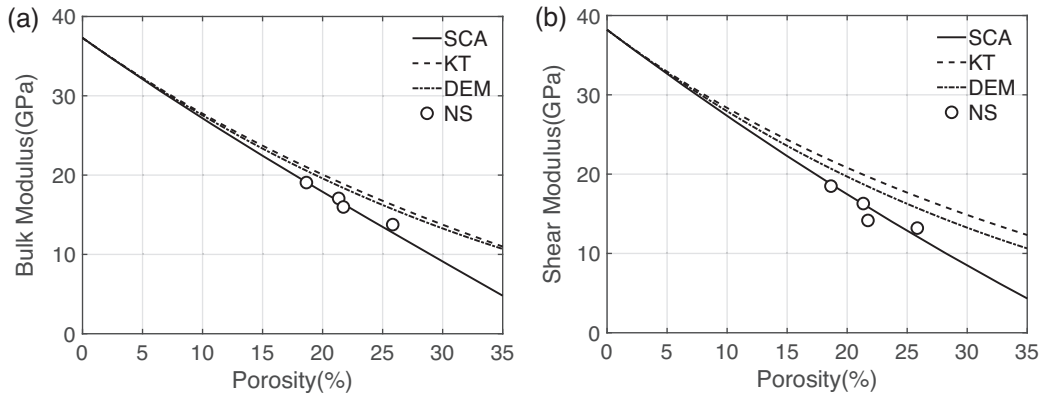 (a)
40
30
20
10
0
Bulk Modulus(GPa)
0 5 10 15 20 25 30 35
Porosity(%)
SCA
KT
DEM
NS
(b)
40
30
20
10
0
Shear Modulus(GPa)
0 5 10 15 20 25 30 35
Porosity(%)
SCA
KT
DEM
NS